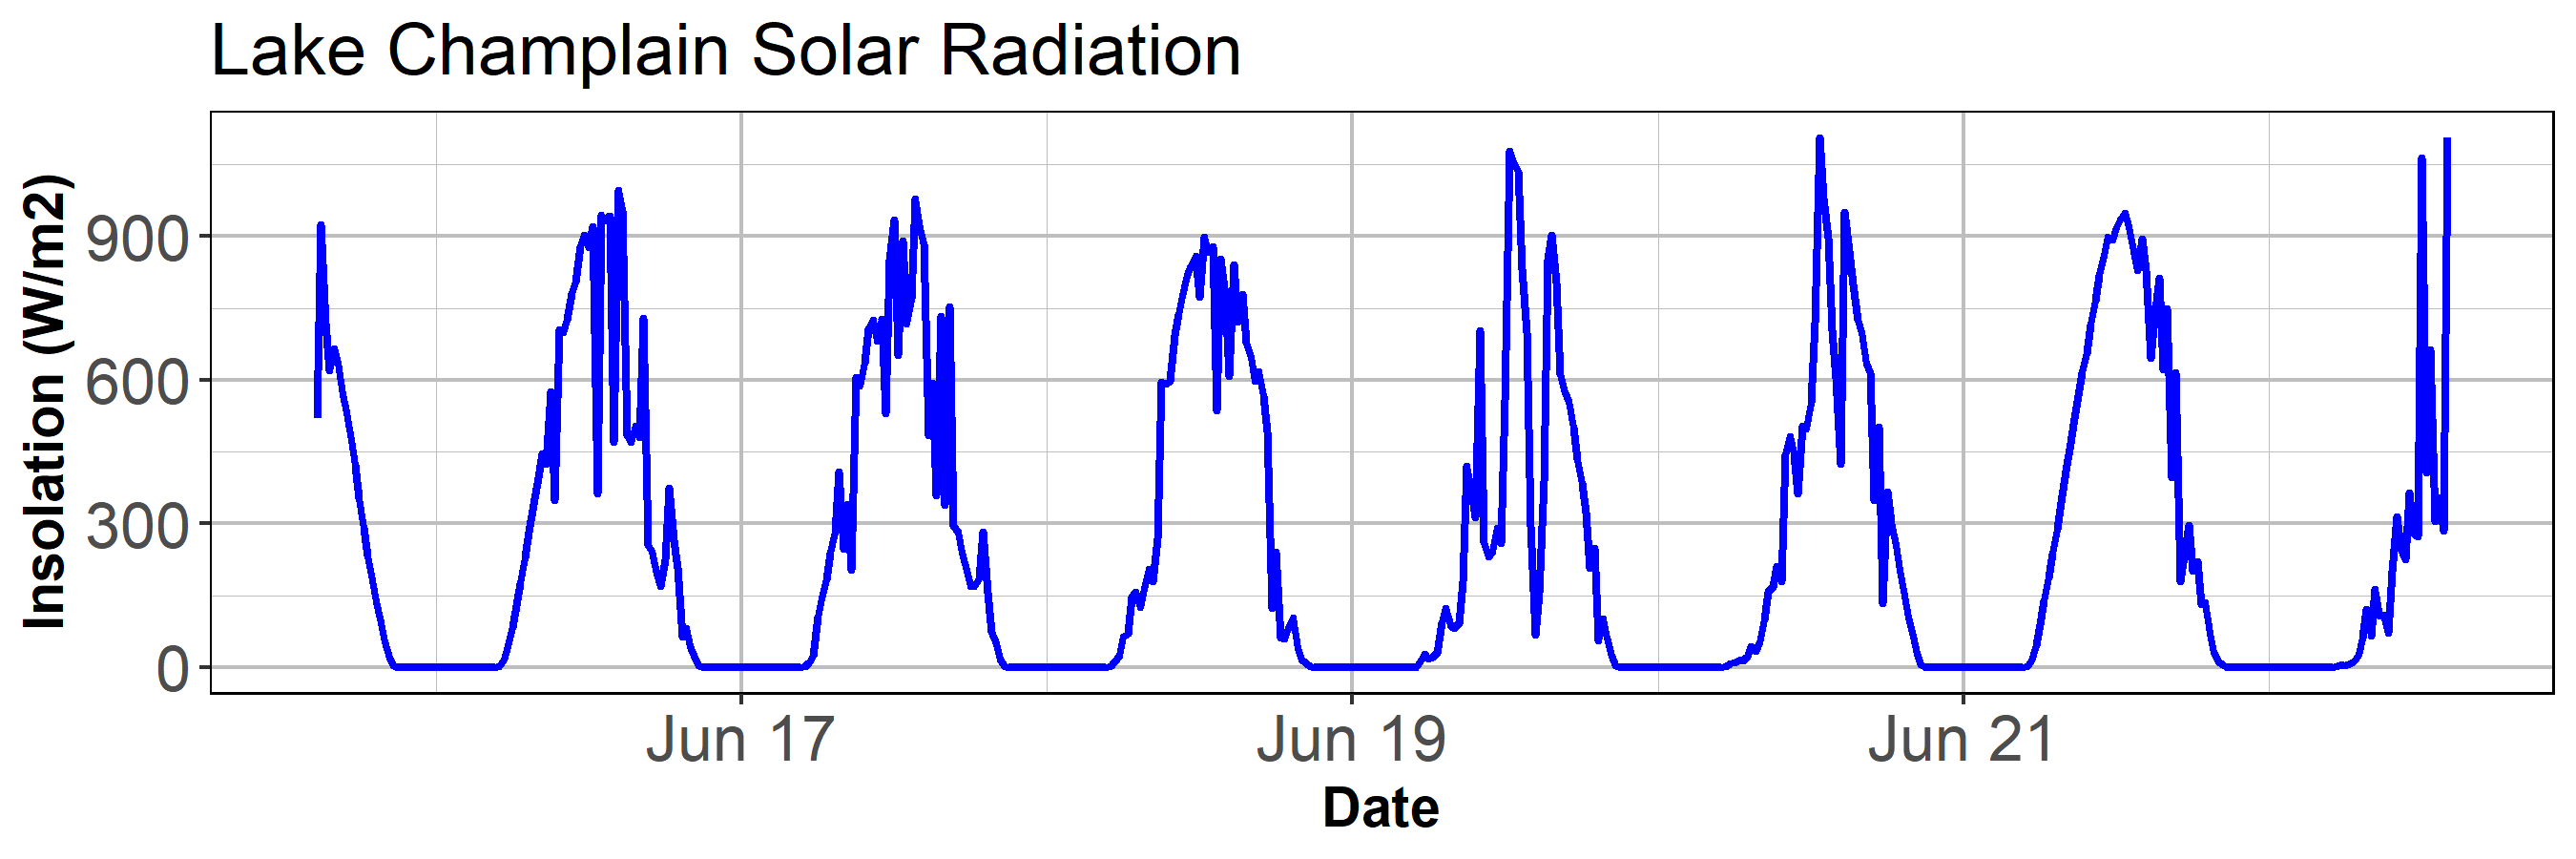 Lake Champlain Solar Radiation
Insolation (W/m2)
900
600
300
0
Jun 17
Jun 19
Jun 21
Date